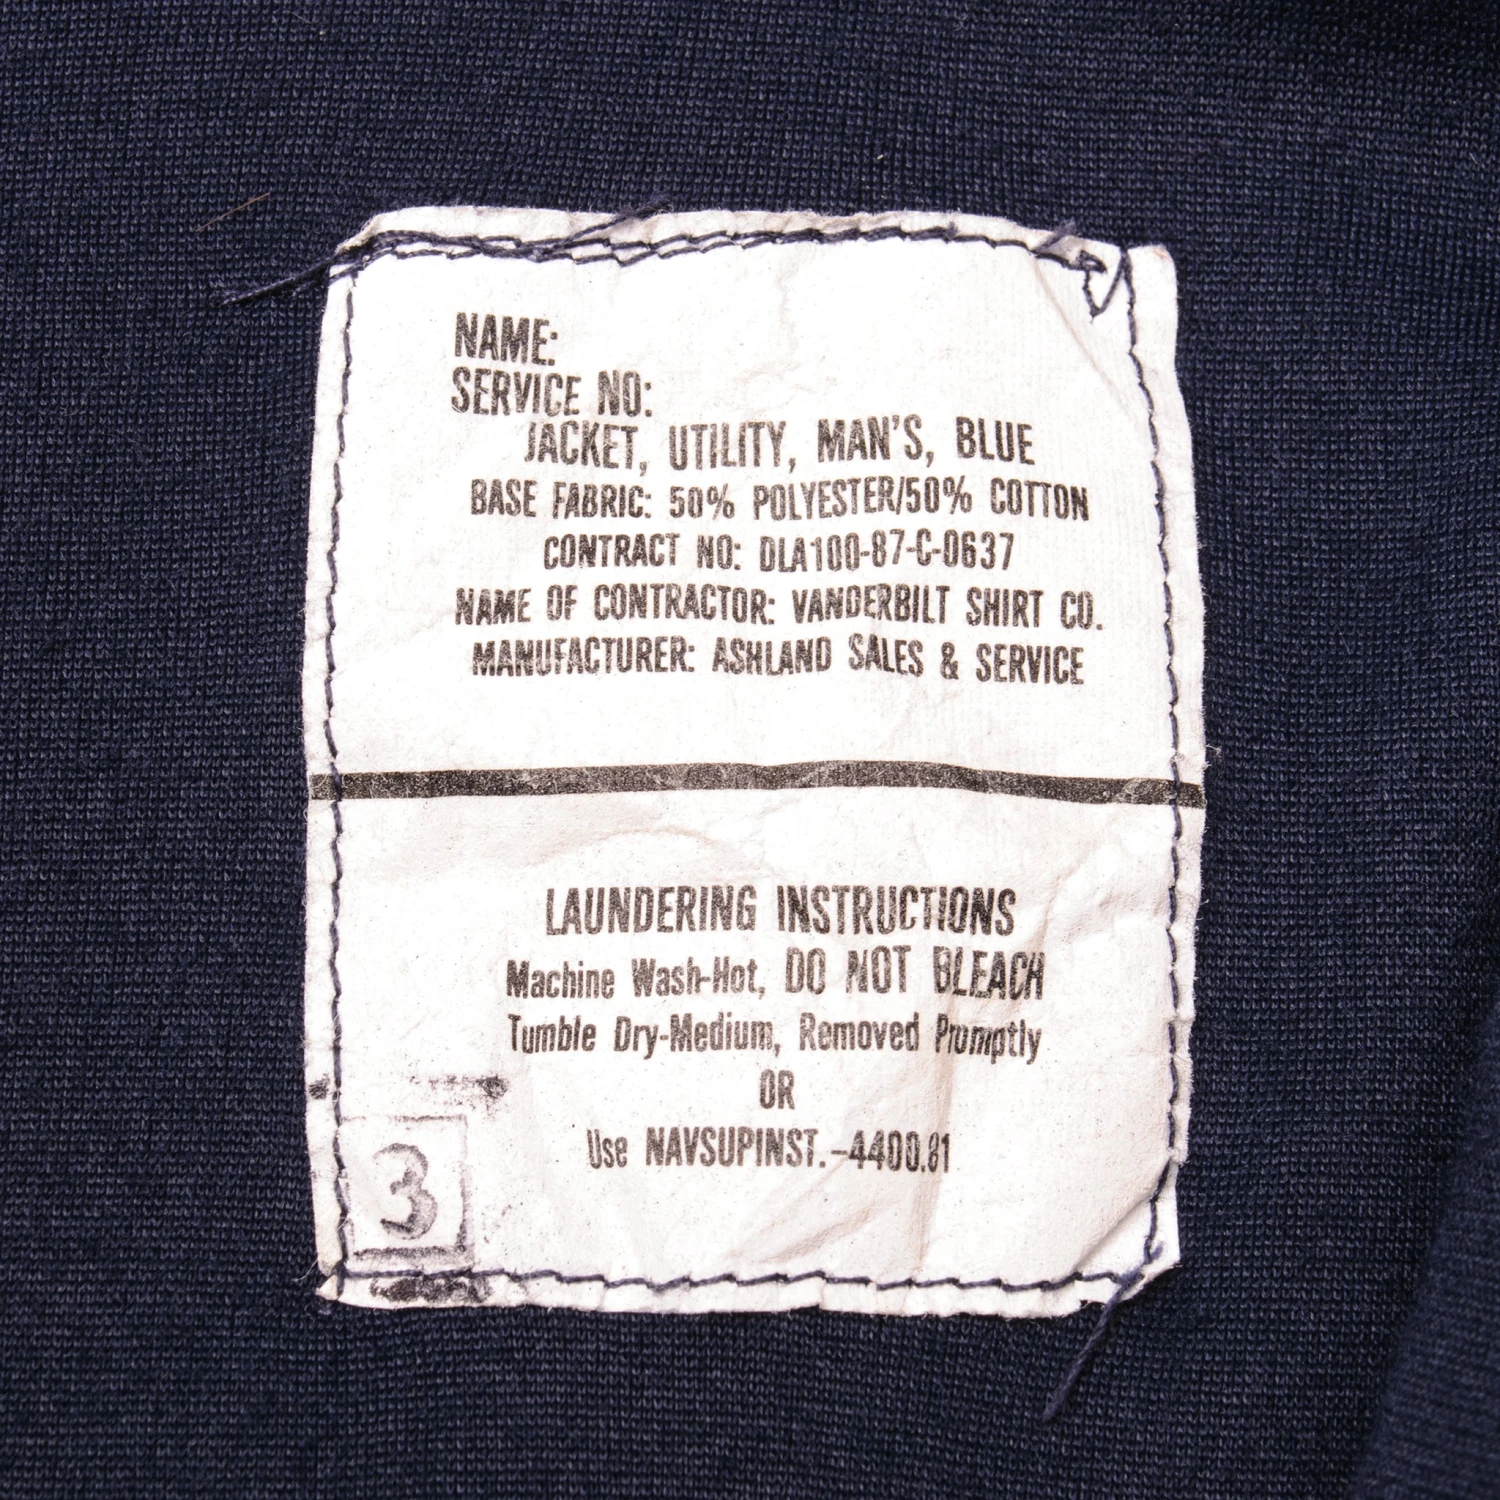 NAME:
SERVICE NO:
JACKET, UTILITY, MAN'S, BLUE
BASE FABRIC: 50% POLYESTER/50% COTTON
CONTRACT NO: DLA100-87-C-0637
NAME OF CONTRACTOR: VANDERBILT SHIRT CO.
MANUFACTURER: ASHLAND SALES & SERVICE
LAUNDERING INSTRUCTIONS
Machine Wash-Hot, DO NOT BLEACH
Tumble Dry-Medium, Removed Promptly
OR
Use NAVSUPINST.-4400.81
3